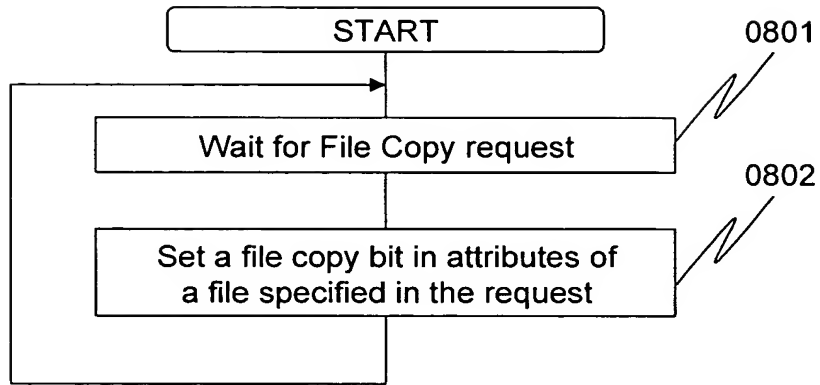 START
0801
Wait for File Copy request
0802
Set a file copy bit in attributes of
a file specified in the request